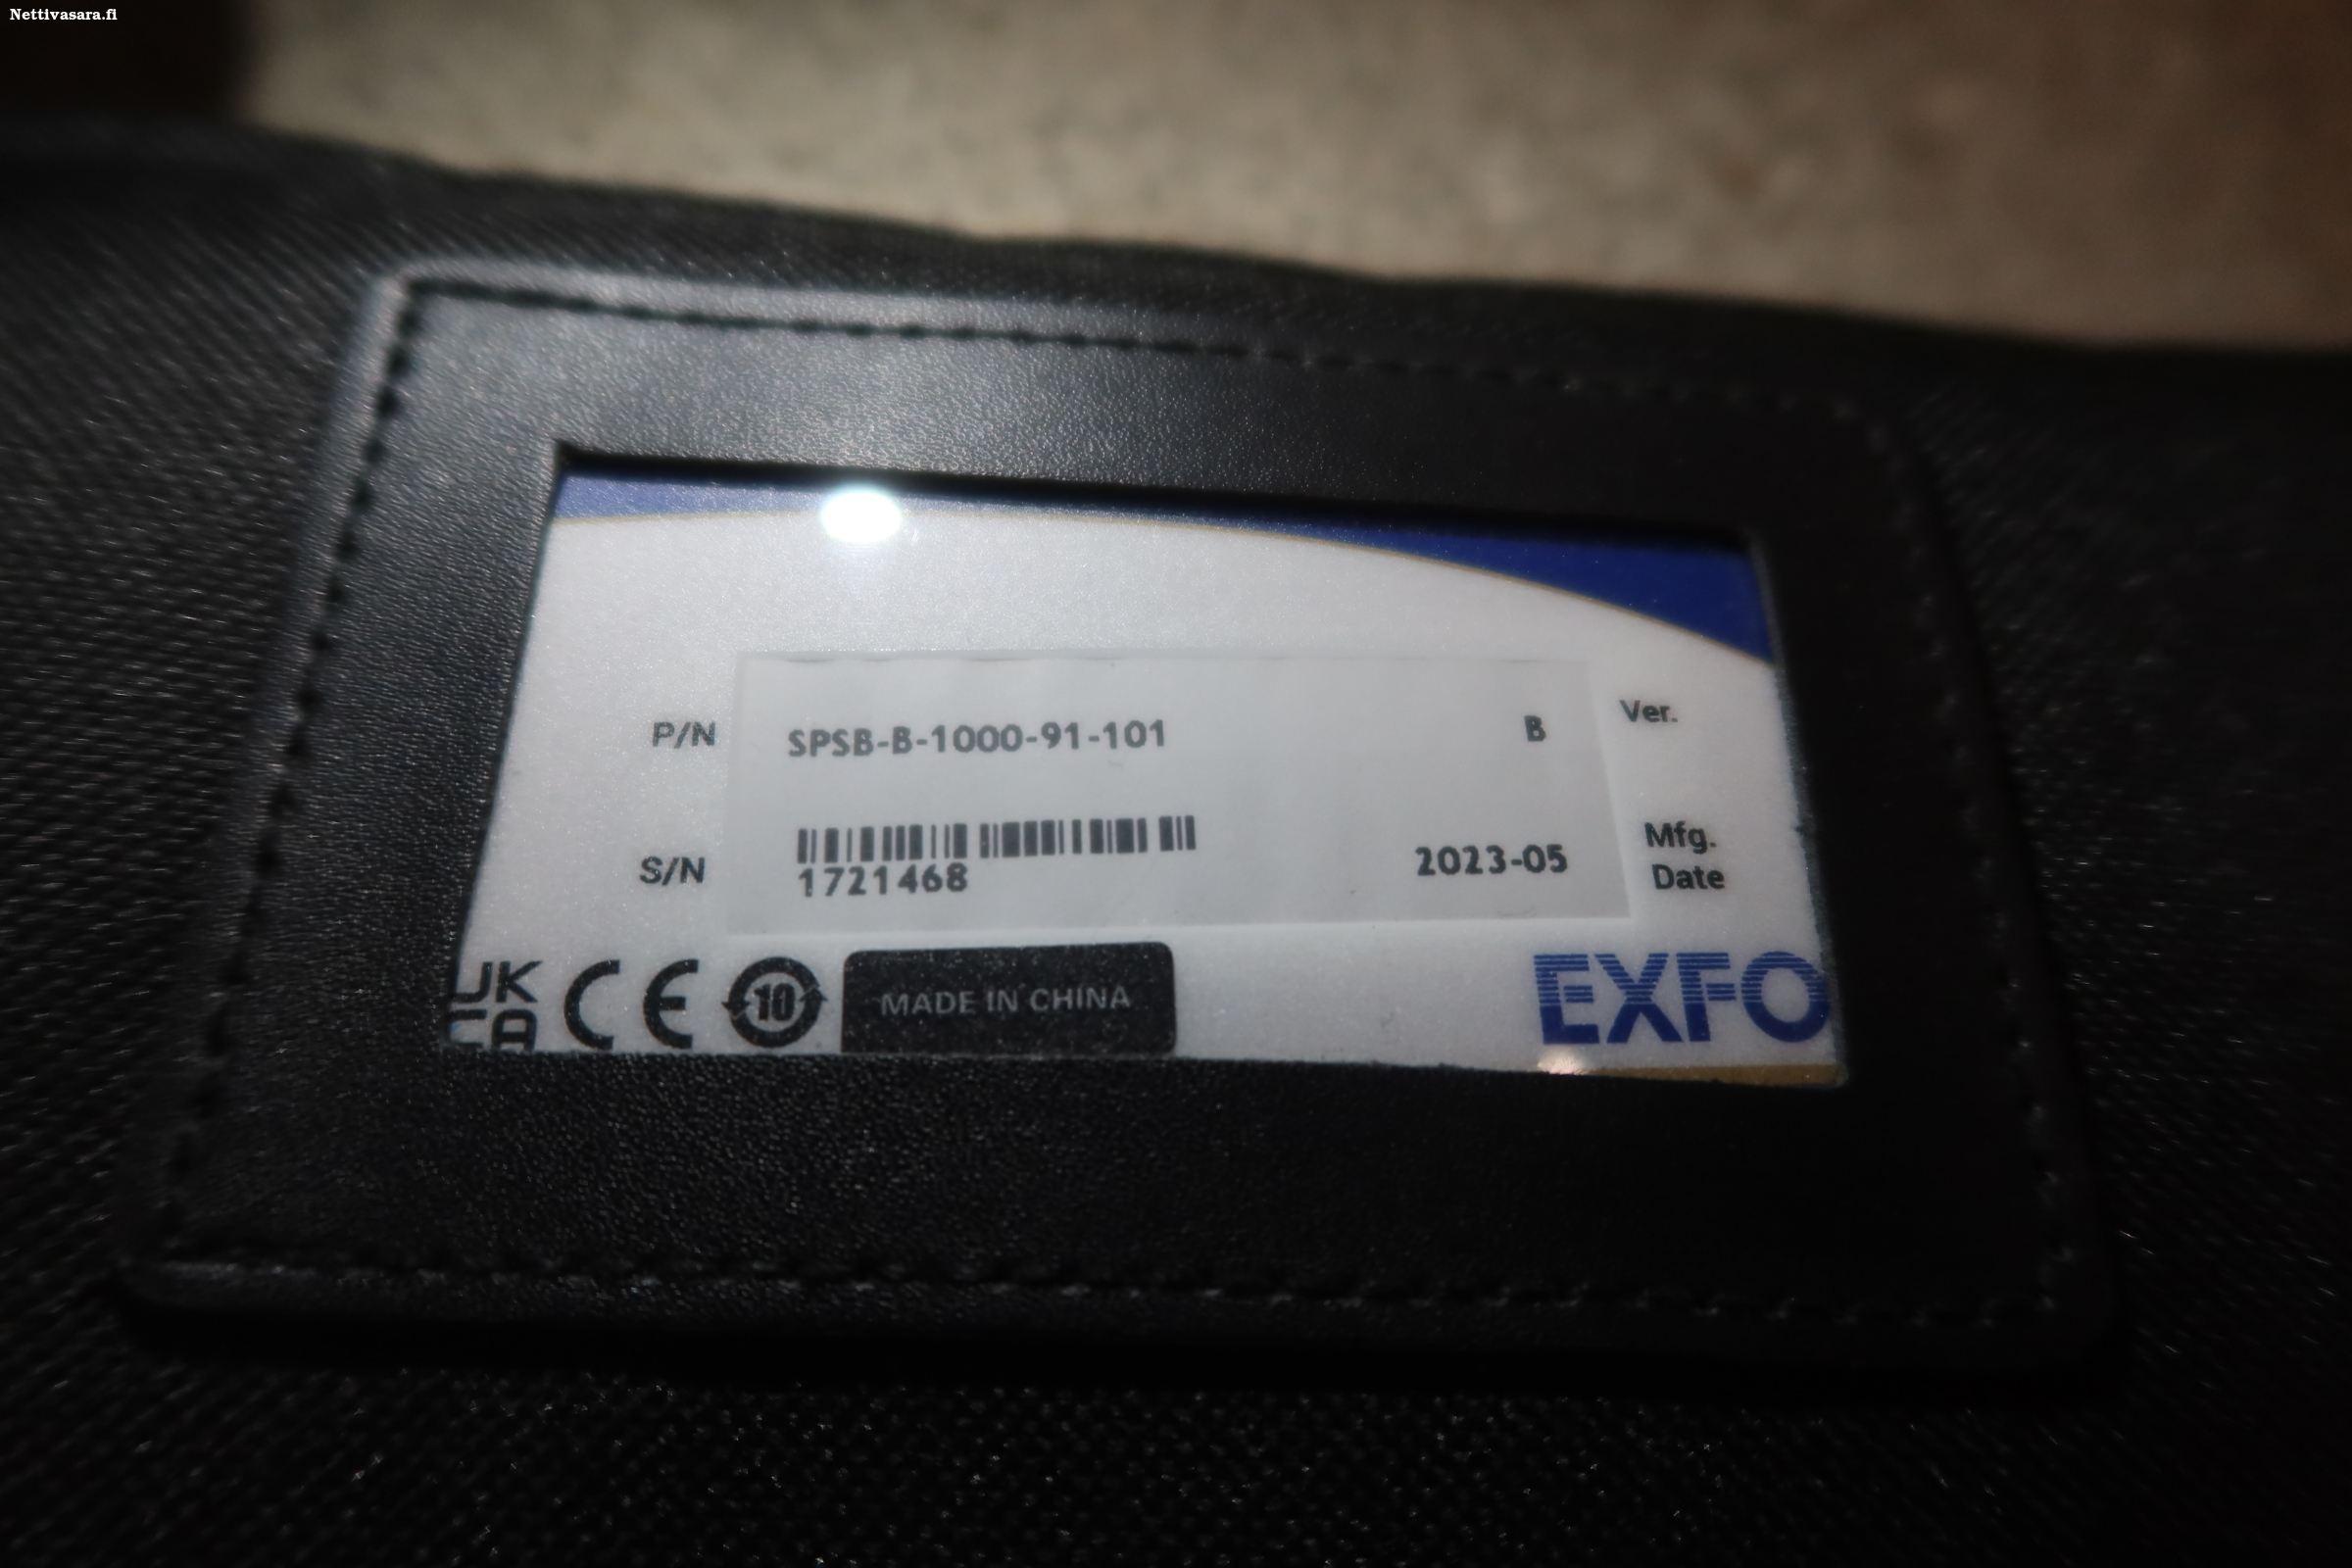 Nettivasara.fi
P/N SPSB-B-1000-91-101 B Ver.
S/N 1721468 2023-05 Mfg. Date
UK CA CE 10 MADE IN CHINA EXFO